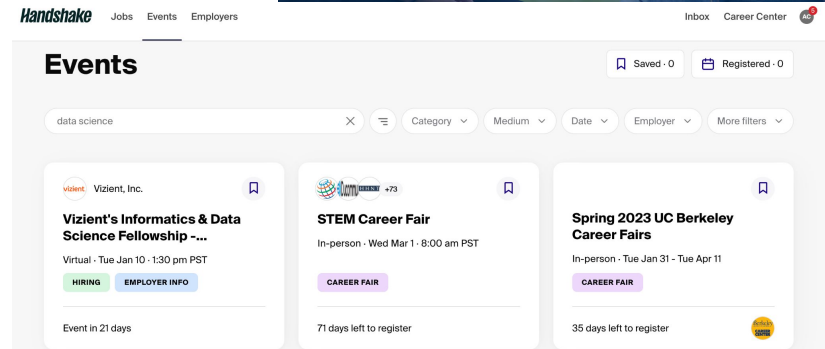 Handshake Jobs Events Employers Inbox Career Center AC 5
Events
Saved · 0 Registered · 0
data science Category Medium Date Employer More filters
vizient Vizient, Inc.
Vizient's Informatics & Data
Science Fellowship -...
Virtual · Tue Jan 10 · 1:30 pm PST
HIRING EMPLOYER INFO
Event in 21 days
+73
STEM Career Fair
In-person · Wed Mar 1 · 8:00 am PST
CAREER FAIR
71 days left to register
Spring 2023 UC Berkeley
Career Fairs
In-person · Tue Jan 31 - Tue Apr 11
CAREER FAIR
35 days left to register
Berkeley
CAREER
CENTER